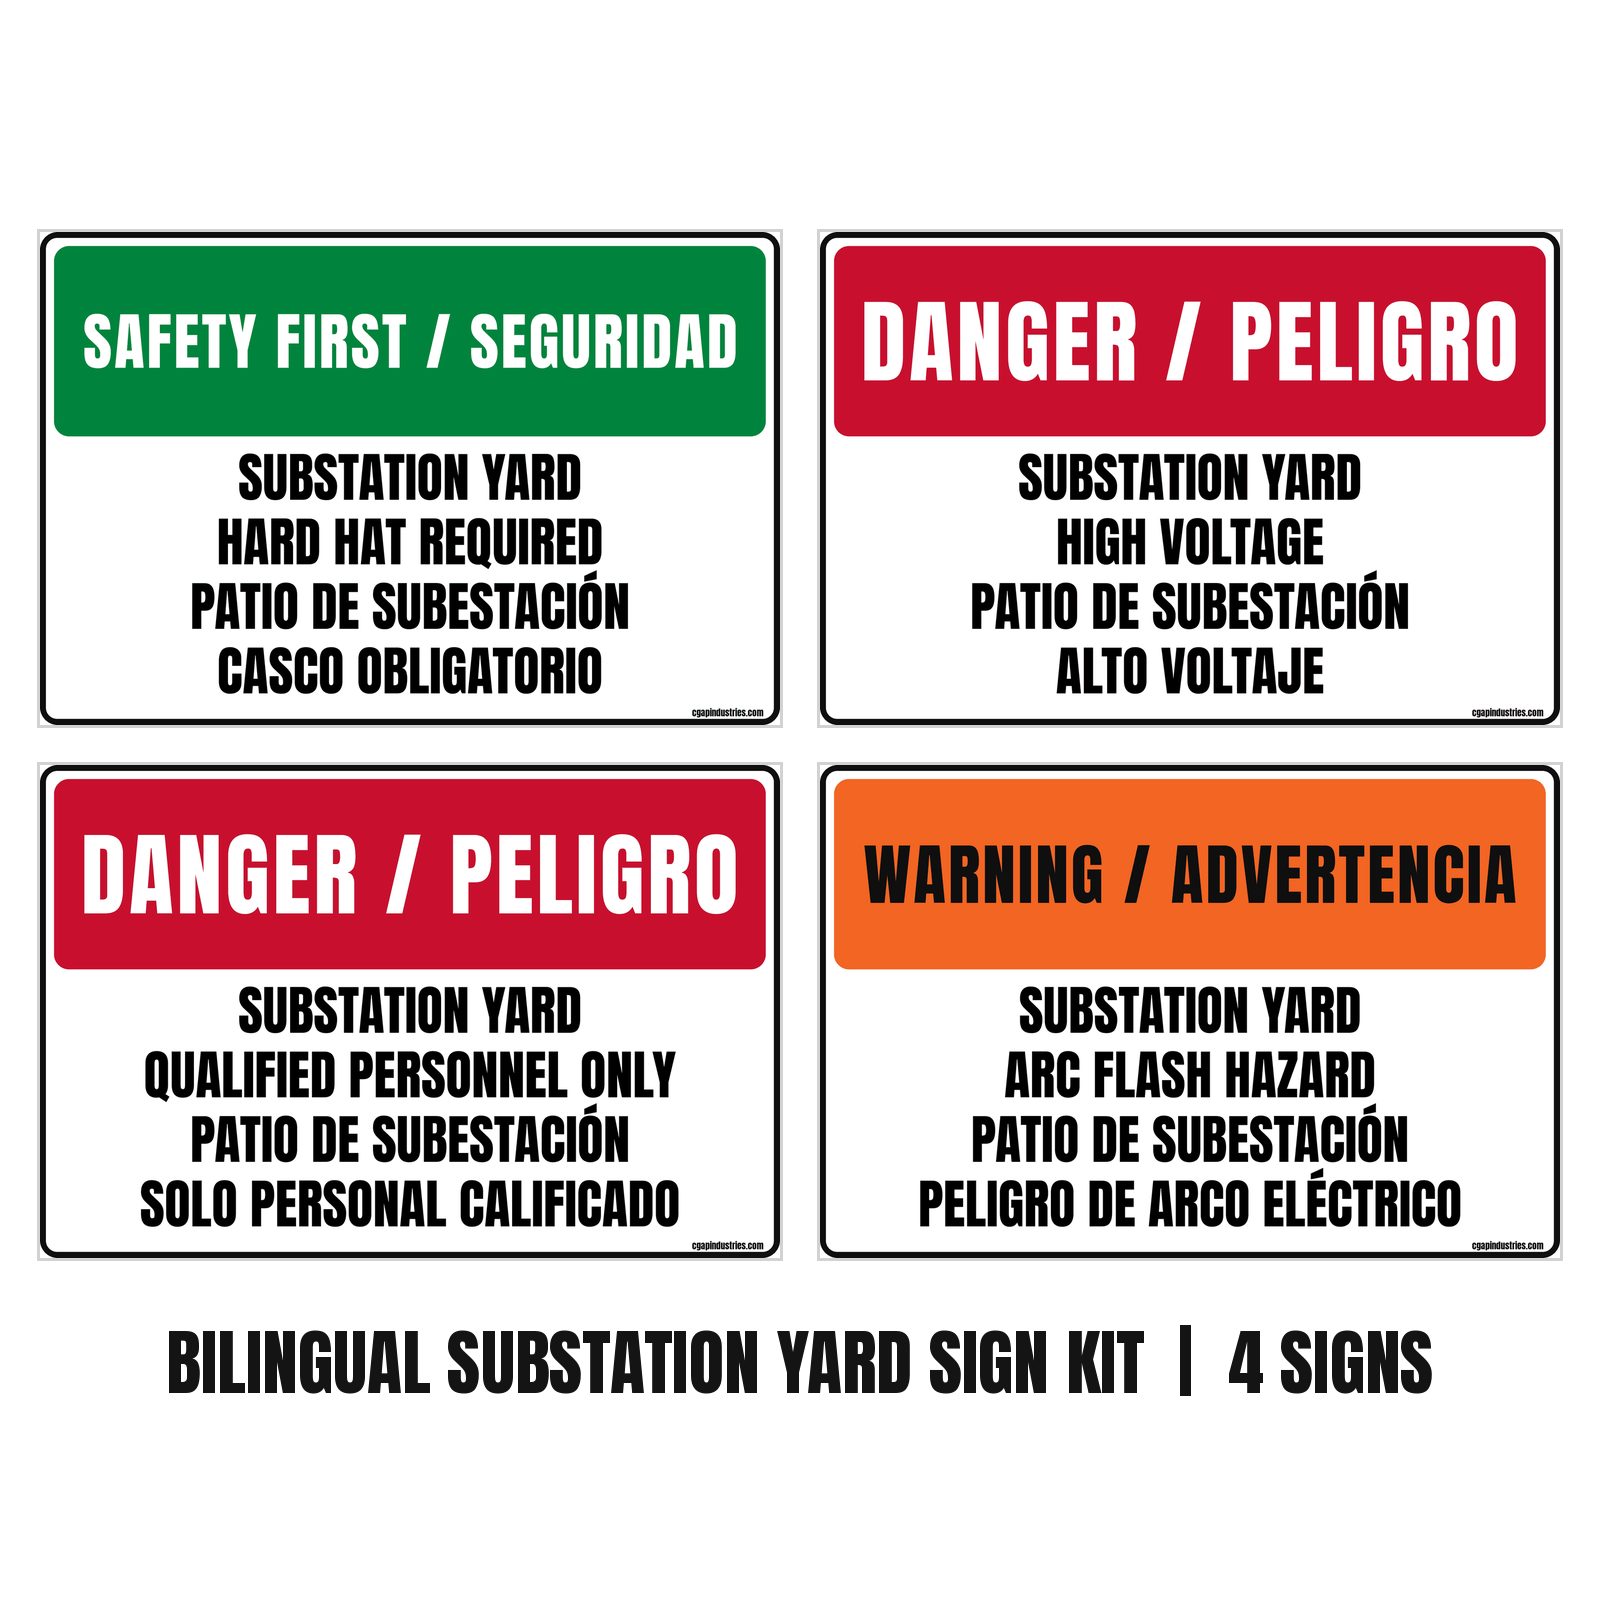 SAFETY FIRST / SEGURIDAD
SUBSTATION YARD
HARD HAT REQUIRED
PATIO DE SUBESTACIÓN
CASCO OBLIGATORIO
cgapindustries.com
DANGER / PELIGRO
SUBSTATION YARD
HIGH VOLTAGE
PATIO DE SUBESTACIÓN
ALTO VOLTAJE
cgapindustries.com
DANGER / PELIGRO
SUBSTATION YARD
QUALIFIED PERSONNEL ONLY
PATIO DE SUBESTACIÓN
SOLO PERSONAL CALIFICADO
cgapindustries.com
WARNING / ADVERTENCIA
SUBSTATION YARD
ARC FLASH HAZARD
PATIO DE SUBESTACIÓN
PELIGRO DE ARCO ELÉCTRICO
cgapindustries.com
BILINGUAL SUBSTATION YARD SIGN KIT | 4 SIGNS